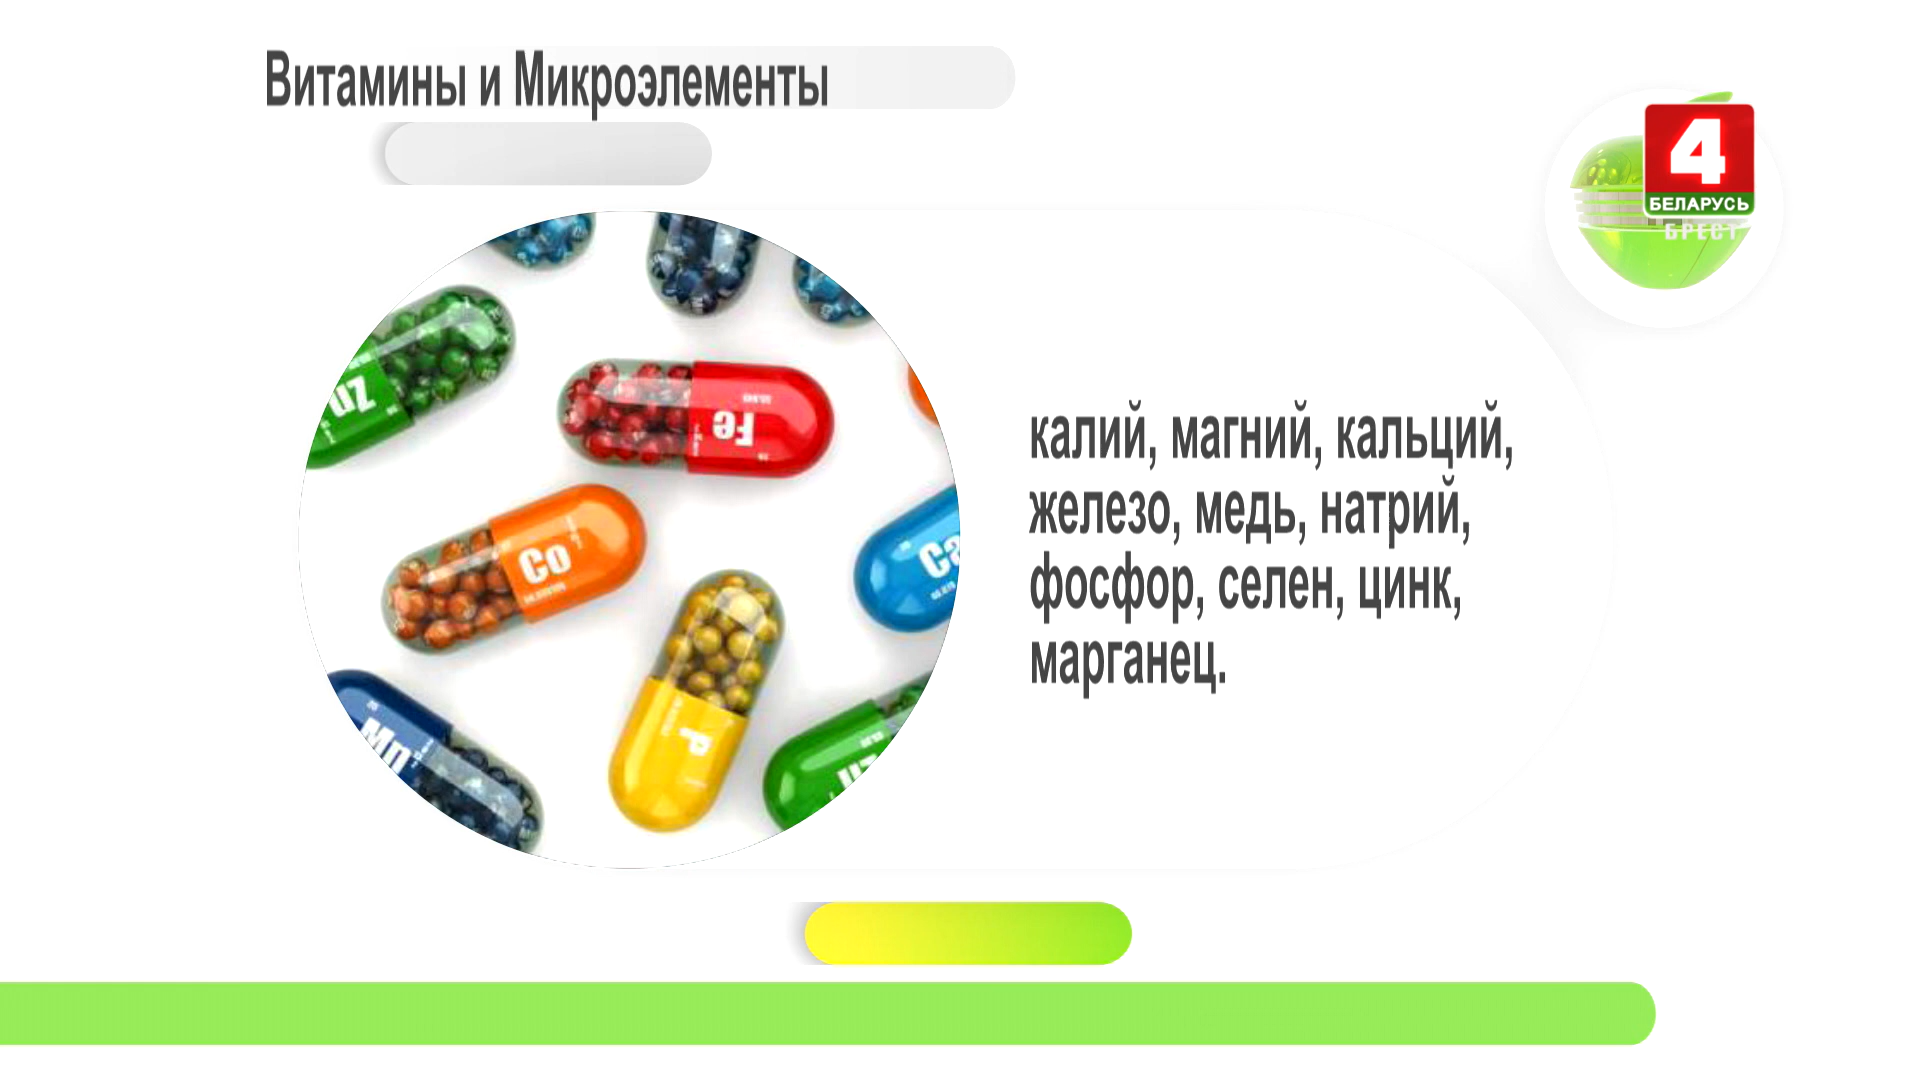 Витамины и Микроэлементы
4
БЕЛАРУСЬ
БРЕСТ
Zn
Fe
Co
Ca
P
Mn
Zn
калий, магний, кальций,
железо, медь, натрий,
фосфор, селен, цинк,
марганец.